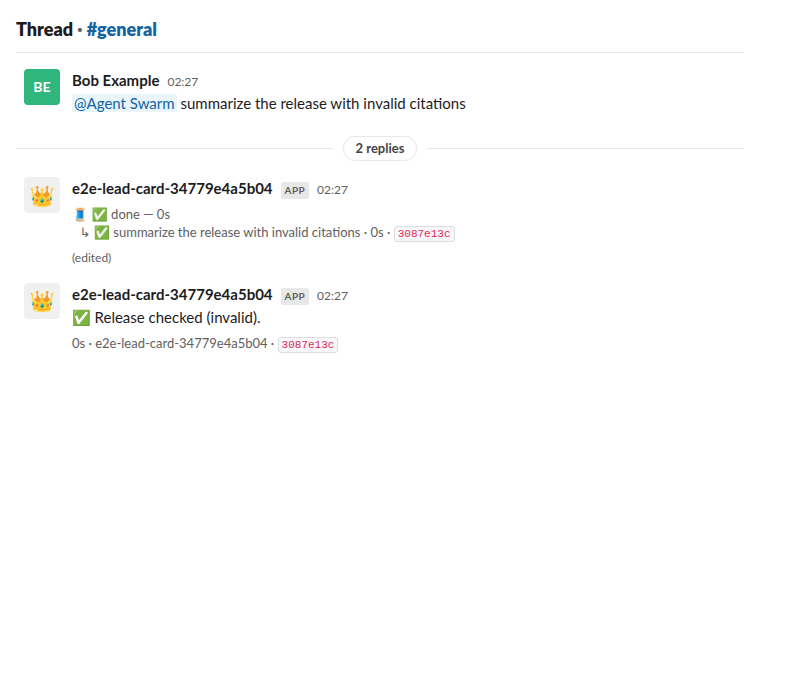 Thread • #general
BE
Bob Example 02:27
@Agent Swarm summarize the release with invalid citations
2 replies
e2e-lead-card-34779e4a5b04 APP 02:27
🧵 ✅ done — 0s
↳ ✅ summarize the release with invalid citations · 0s · 3087e13c
(edited)
e2e-lead-card-34779e4a5b04 APP 02:27
✅ Release checked (invalid).
0s · e2e-lead-card-34779e4a5b04 · 3087e13c